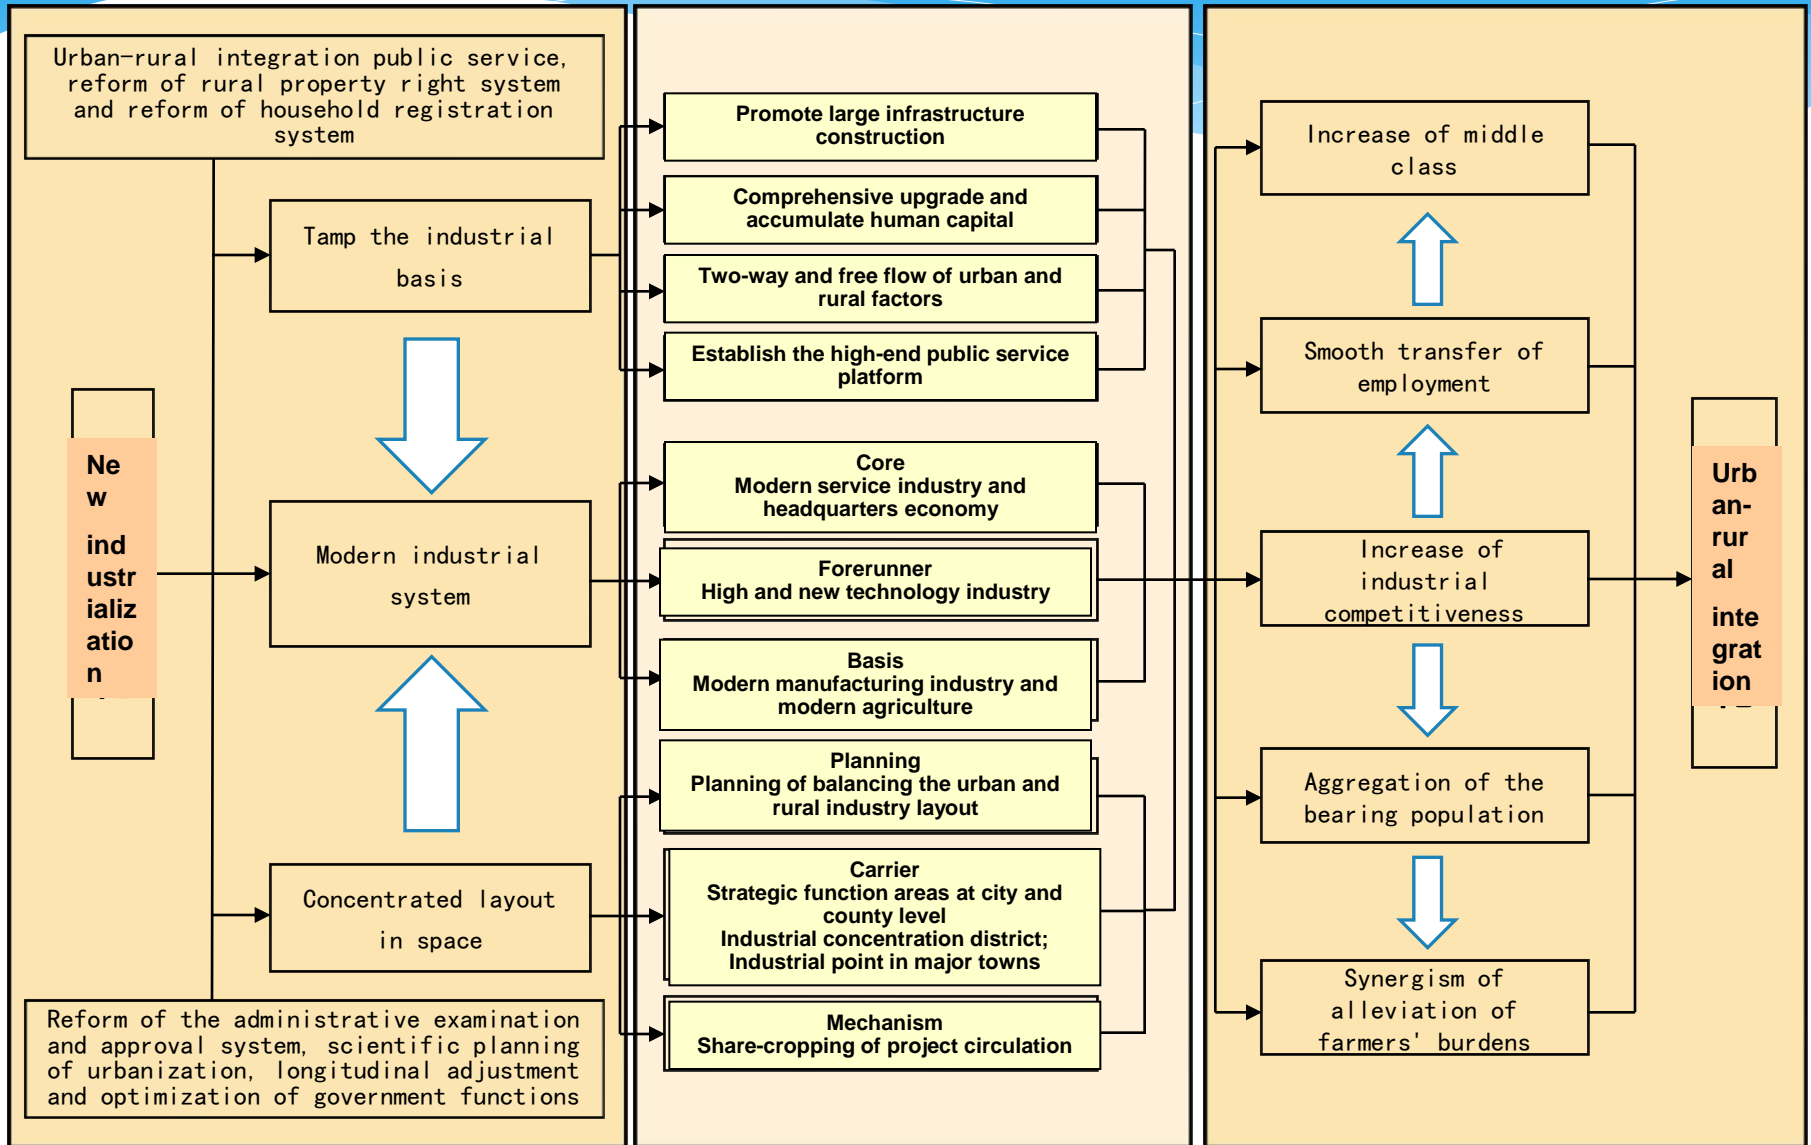 Urban-rural integration public service,
reform of rural property right system
and reform of household registration
system
Tamp the industrial
basis
Ne
w
ind
ustr
ializ
atio
n
Modern industrial
system
Concentrated layout
in space
Reform of the administrative examination
and approval system, scientific planning
of urbanization, longitudinal adjustment
and optimization of government functions
Promote large infrastructure
construction
Comprehensive upgrade and
accumulate human capital
Two-way and free flow of urban and
rural factors
Establish the high-end public service
platform
Core
Modern service industry and
headquarters economy
Forerunner
High and new technology industry
Basis
Modern manufacturing industry and
modern agriculture
Planning
Planning of balancing the urban and
rural industry layout
Carrier
Strategic function areas at city and
county level
Industrial concentration district;
Industrial point in major towns
Mechanism
Share-cropping of project circulation
Increase of middle
class
Smooth transfer of
employment
Increase of
industrial
competitiveness
Aggregation of the
bearing population
Synergism of
alleviation of
farmers' burdens
Urb
an-
rur
al
inte
grat
ion